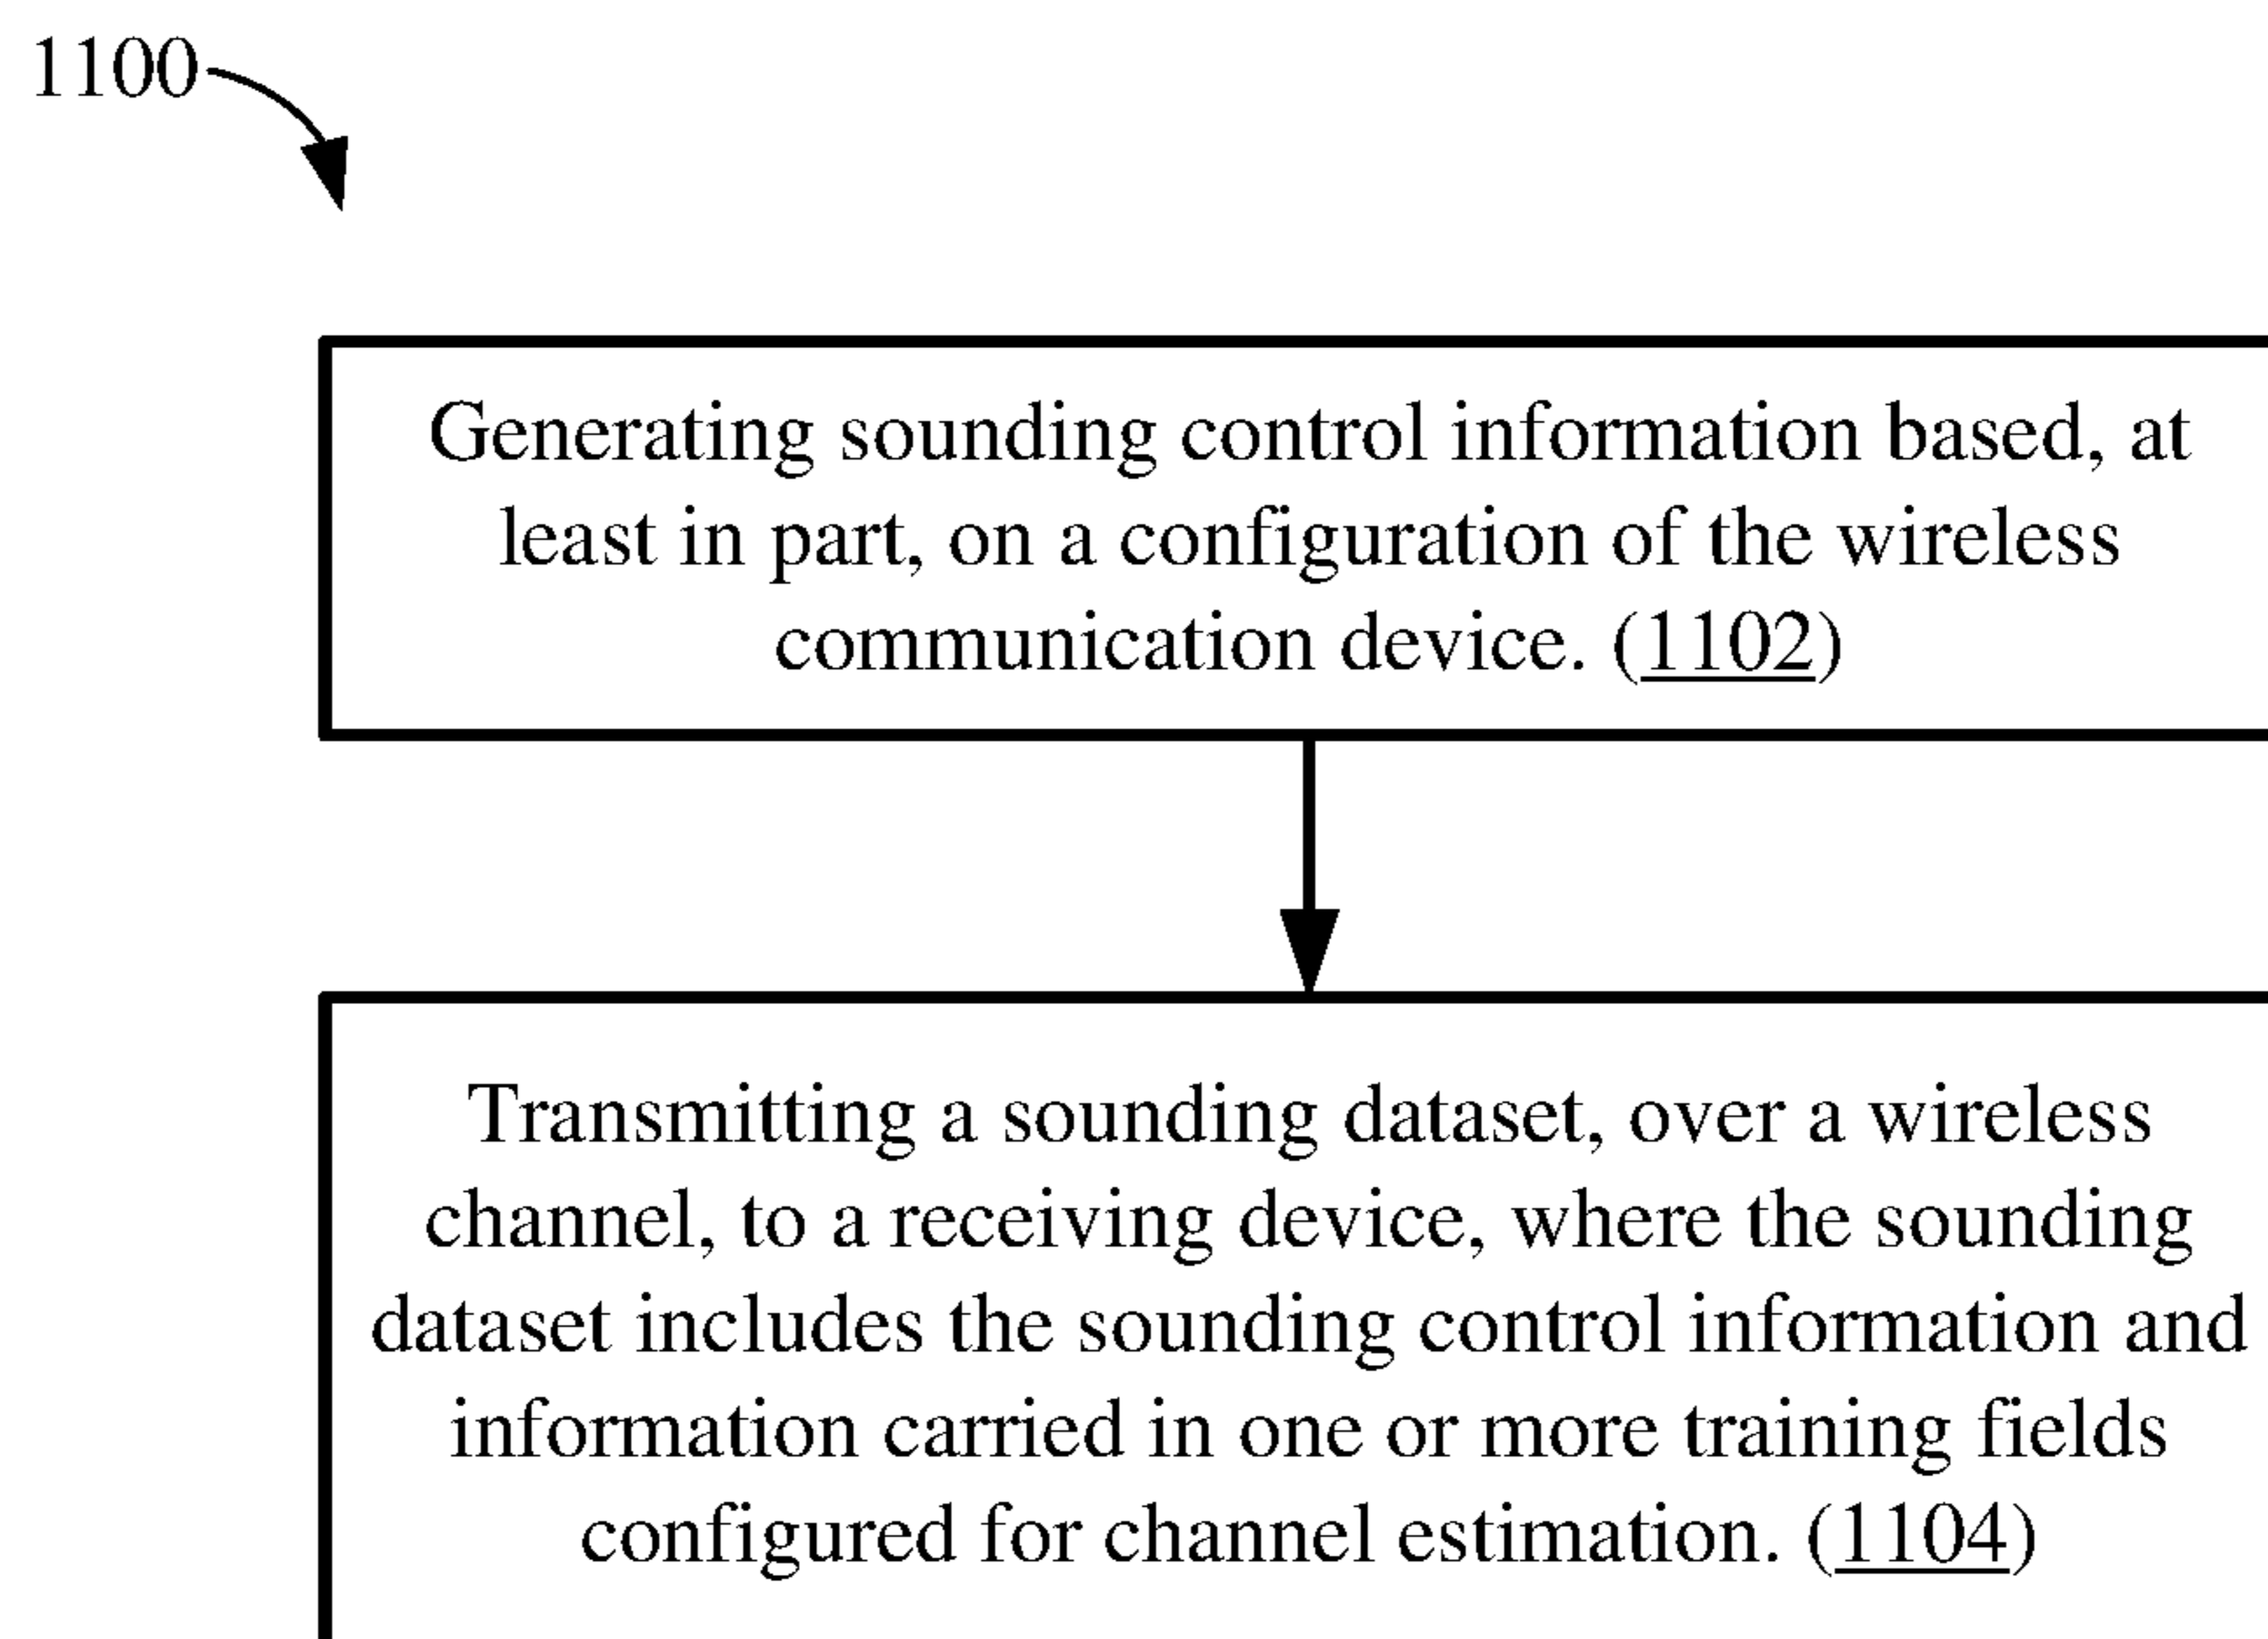 1100
Generating sounding control information based, at
least in part, on a configuration of the wireless
communication device. (1102)
Transmitting a sounding dataset, over a wireless
channel, to a receiving device, where the sounding
dataset includes the sounding control information and
information carried in one or more training fields
configured for channel estimation. (1104)